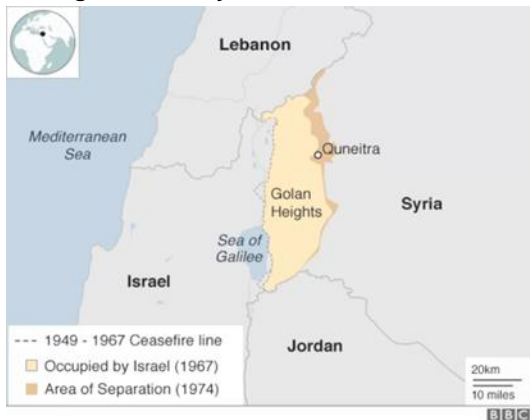 Lebanon
Mediterranean
Sea
Quneitra
Golan
Heights
Syria
Sea of
Galilee
Israel
Jordan
1949 - 1967 Ceasefire line
Occupied by Israel (1967)
Area of Separation (1974)
20km
10 miles
BBC